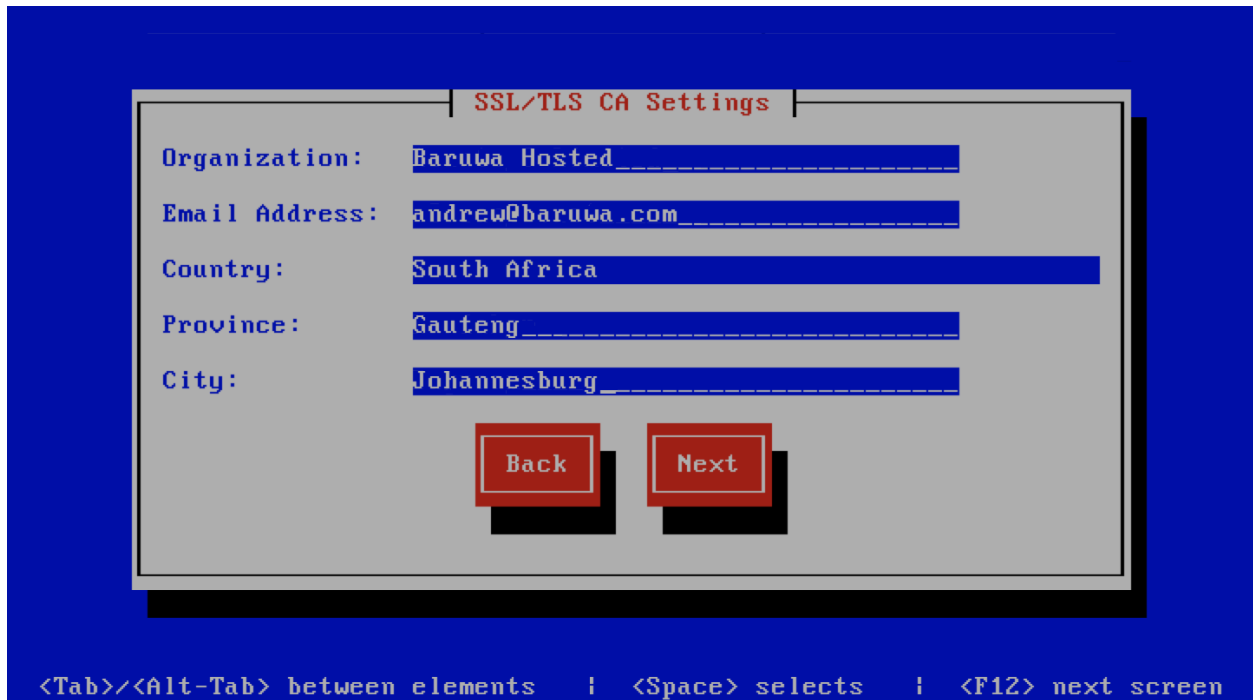 SSL/TLS CA Settings
Organization: Baruwa Hosted
Email Address: andrew@baruwa.com
Country: South Africa
Province: Gauteng
City: Johannesburg
Back Next
<Tab>/<Alt-Tab> between elements | <Space> selects | <F12> next screen